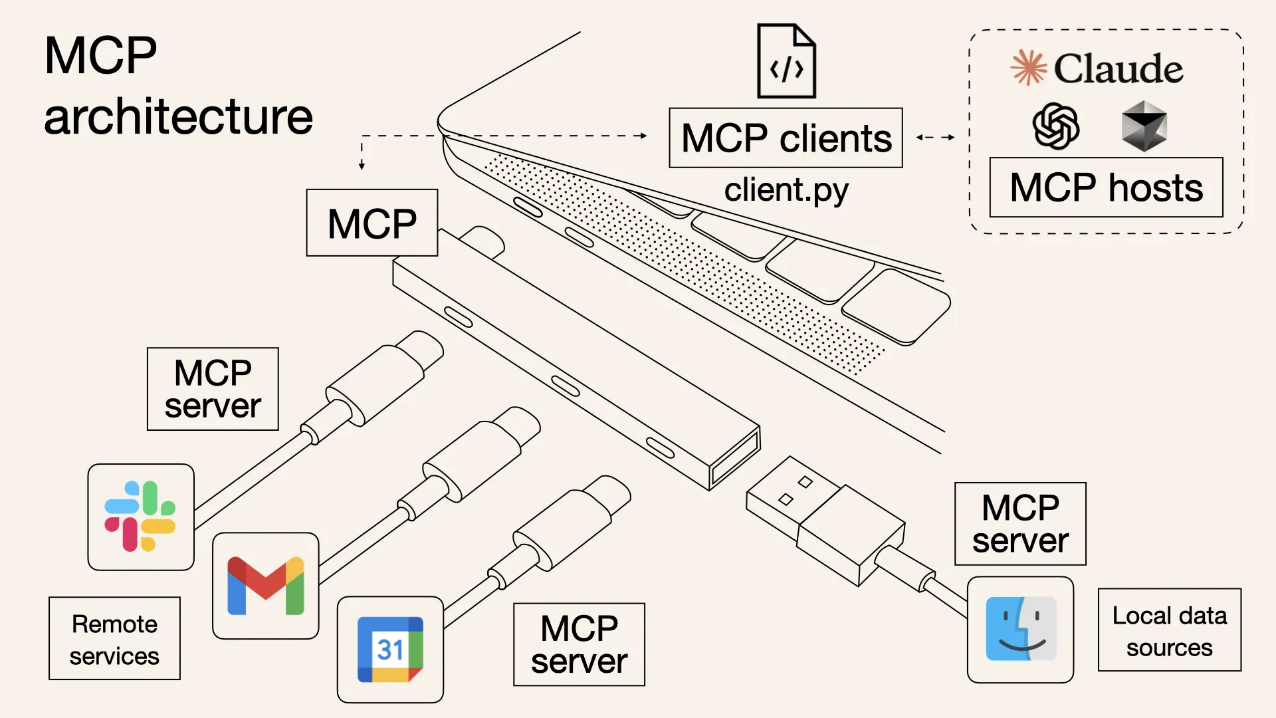 MCP
architecture
</>
MCP clients
client.py
Claude
MCP hosts
MCP
MCP
server
Remote
services
31
MCP
server
MCP
server
Local data
sources